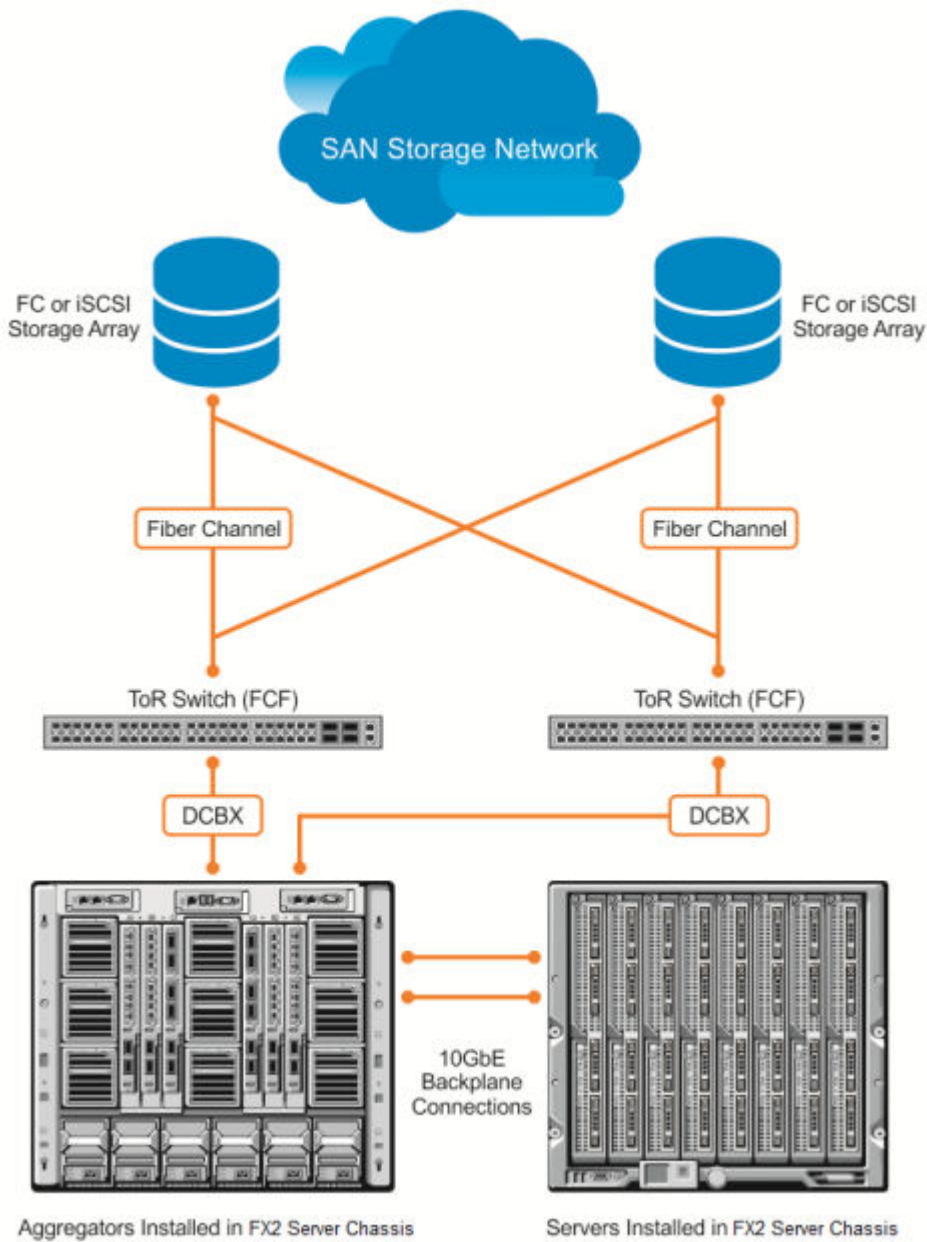 SAN Storage Network
FC or iSCSI
Storage Array
FC or iSCSI
Storage Array
Fiber Channel
Fiber Channel
ToR Switch (FCF)
ToR Switch (FCF)
DCBX
DCBX
10GbE
Backplane
Connections
Aggregators Installed in FX2 Server Chassis
Servers Installed in FX2 Server Chassis